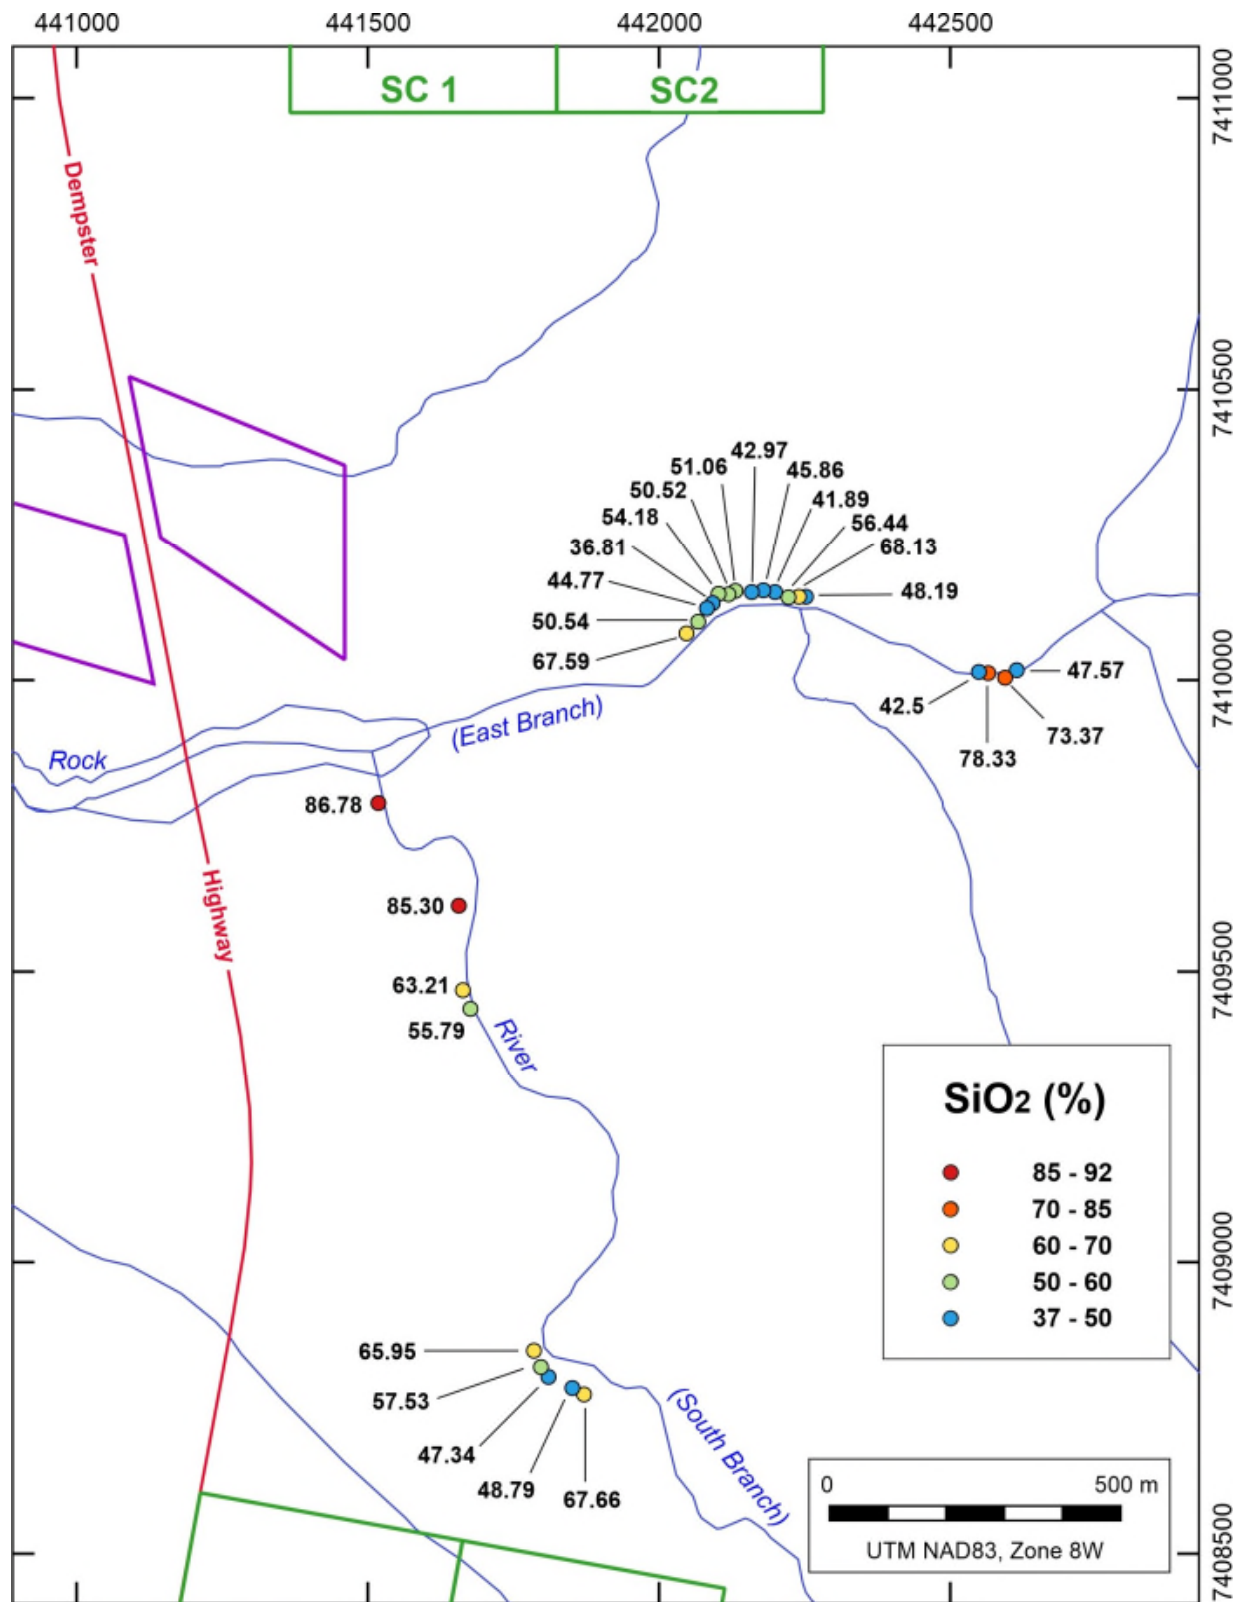 441000
441500
442000
442500
SC 1
SC2
7411000
Dempster
7410500
42.97
51.06
45.86
50.52
41.89
54.18
56.44
36.81
68.13
44.77
48.19
50.54
67.59
7410000
47.57
42.5
(East Branch)
73.37
Rock
78.33
86.78
Highway
85.30
63.21
7409500
55.79
River
SiO2 (%)
85 - 92
70 - 85
60 - 70
50 - 60
37 - 50
7409000
65.95
57.53
(South Branch)
47.34
48.79
67.66
0 500 m
UTM NAD83, Zone 8W
7408500